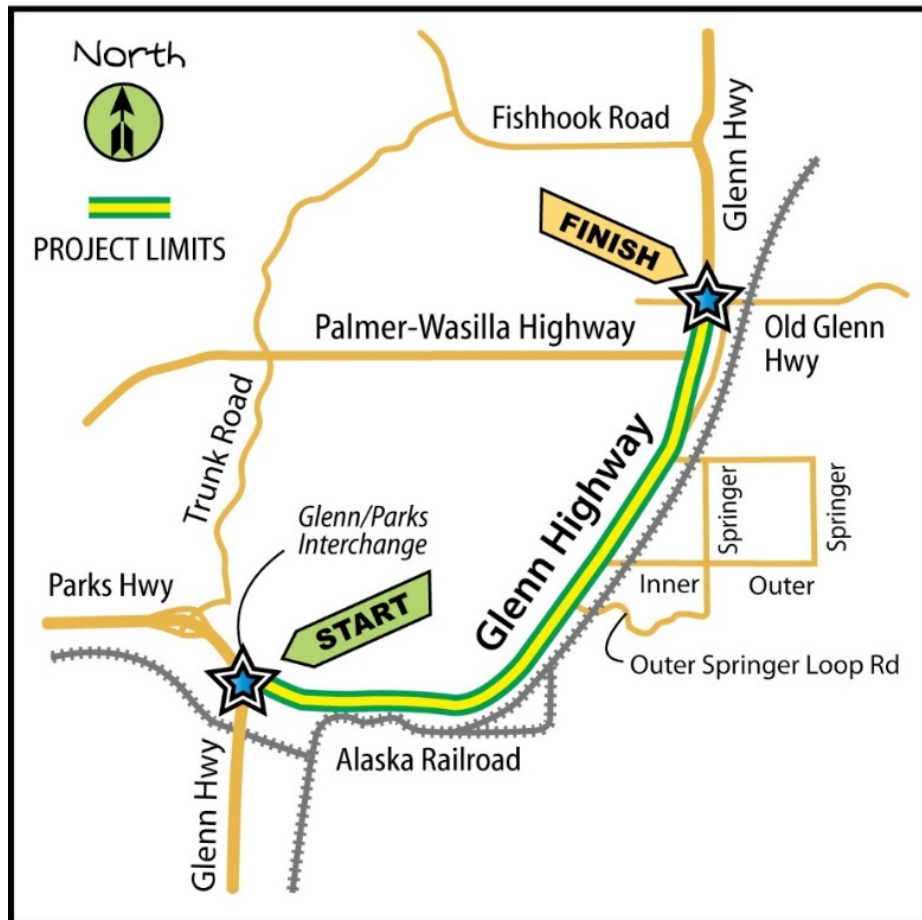 North
PROJECT LIMITS
Fishhook Road
Glenn Hwy
FINISH
Palmer-Wasilla Highway
Old Glenn
Hwy
Trunk Road
Glenn/Parks
Interchange
Glenn Highway
Springer
Springer
Parks Hwy
START
Inner
Outer
Outer Springer Loop Rd
Glenn Hwy
Alaska Railroad